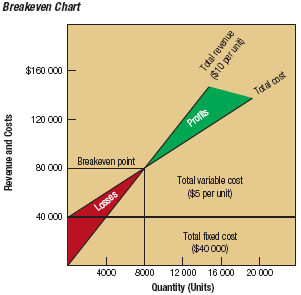 Breakeven Chart
Revenue and Costs
$160 000
120 000
80 000
40 000
Total revenue
($10 per unit)
Total cost
Profits
Breakeven point
Losses
Total variable cost
($5 per unit)
Total fixed cost
($40 000)
4000 8000 12 000 16 000 20 000
Quantity (Units)